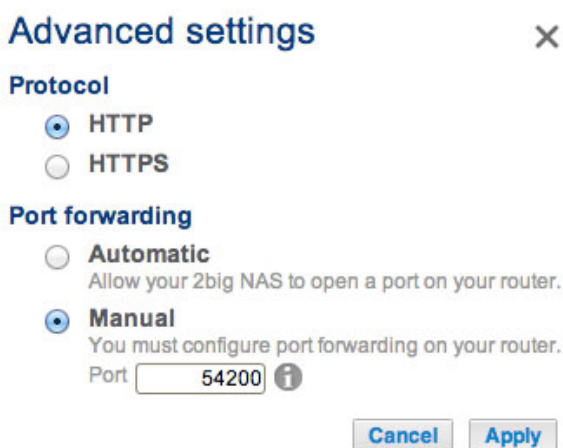 Advanced settings
Protocol
HTTP
HTTPS
Port forwarding
Automatic
Allow your 2big NAS to open a port on your router.
Manual
You must configure port forwarding on your router.
Port 54200
Cancel Apply